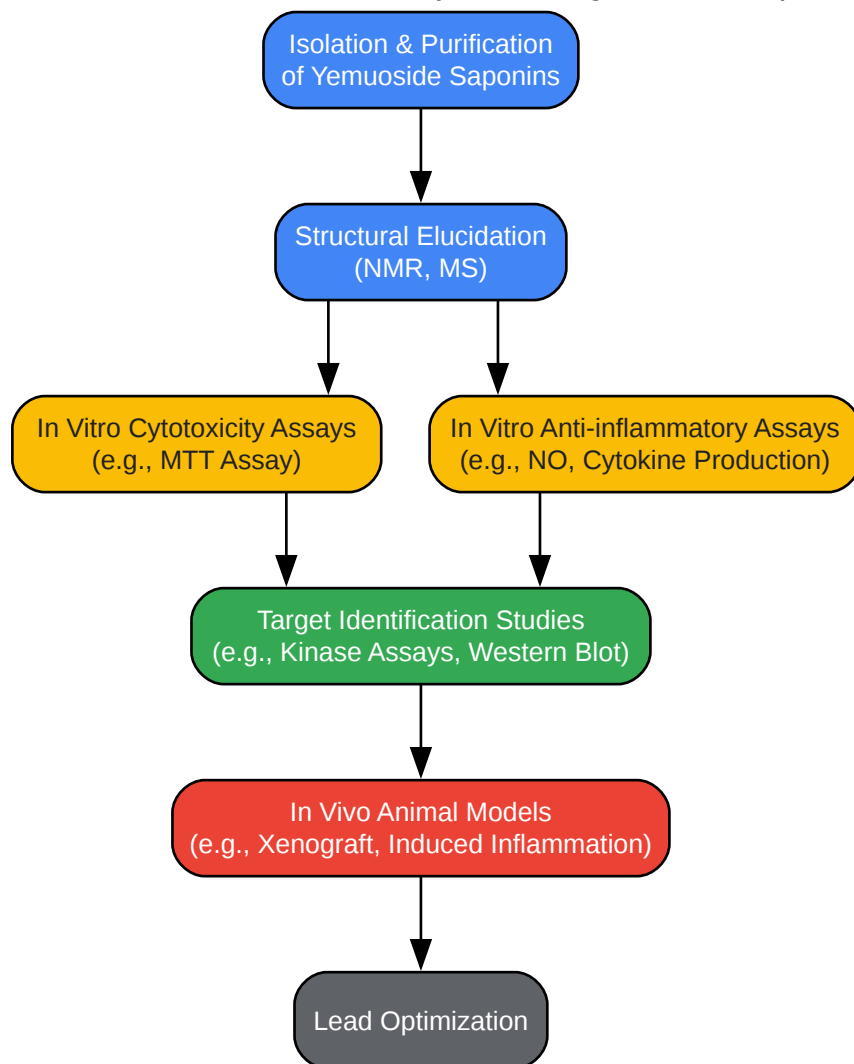 Isolation & Purification
of Yemuoside Saponins
Structural Elucidation
(NMR, MS)
In Vitro Cytotoxicity Assays
(e.g., MTT Assay)
In Vitro Anti-inflammatory Assays
(e.g., NO, Cytokine Production)
Target Identification Studies
(e.g., Kinase Assays, Western Blot)
In Vivo Animal Models
(e.g., Xenograft, Induced Inflammation)
Lead Optimization